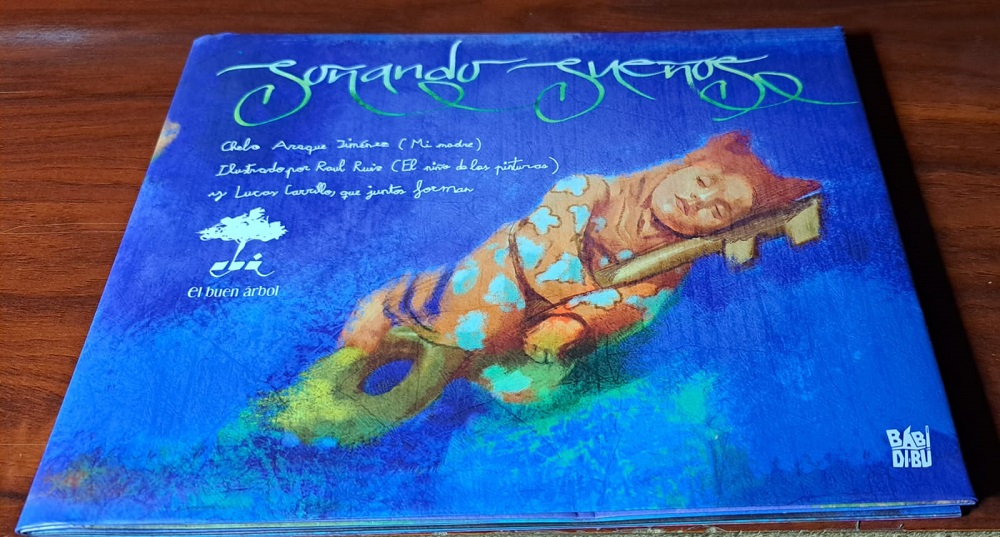 Soñando Sueños
Chelo Araque Jiménez (Mi madre)
Ilustrado por Raúl Ruiz (El niño de las pinturas)
y Lucas Carrillo, que juntos forman
el buen árbol
BABI
DIBU